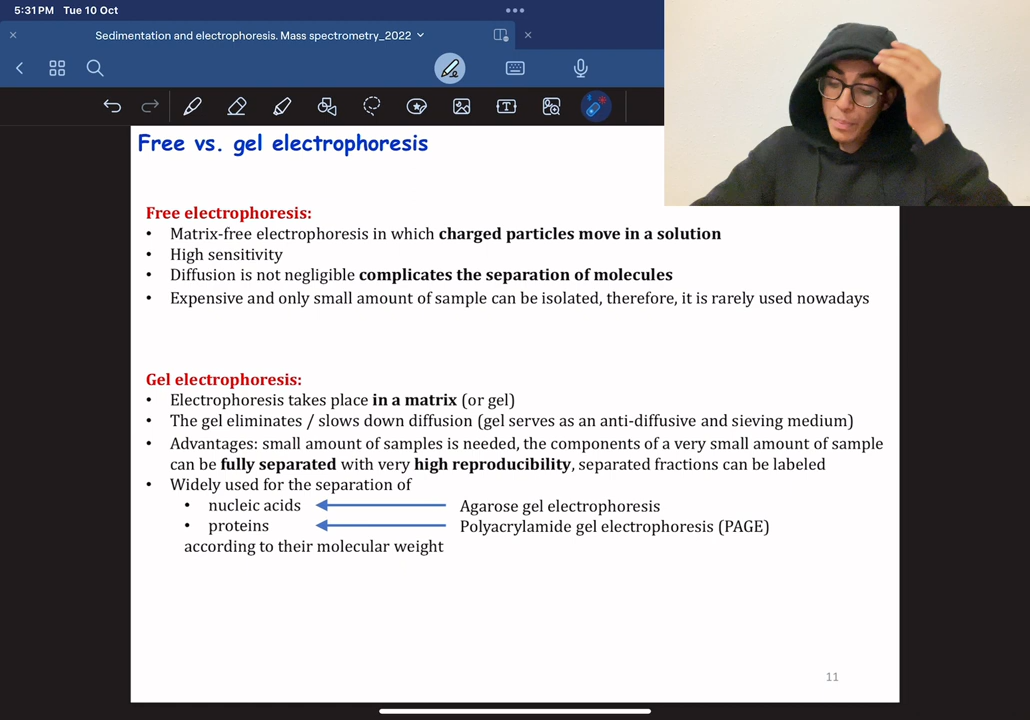 5:31 PM Tue 10 Oct
Sedimentation and electrophoresis. Mass spectrometry_2022
Free vs. gel electrophoresis
Free electrophoresis:
• Matrix-free electrophoresis in which charged particles move in a solution
• High sensitivity
• Diffusion is not negligible complicates the separation of molecules
• Expensive and only small amount of sample can be isolated, therefore, it is rarely used nowadays
Gel electrophoresis:
• Electrophoresis takes place in a matrix (or gel)
• The gel eliminates / slows down diffusion (gel serves as an anti-diffusive and sieving medium)
• Advantages: small amount of samples is needed, the components of a very small amount of sample
can be fully separated with very high reproducibility, separated fractions can be labeled
• Widely used for the separation of
• nucleic acids Agarose gel electrophoresis
• proteins Polyacrylamide gel electrophoresis (PAGE)
according to their molecular weight
11